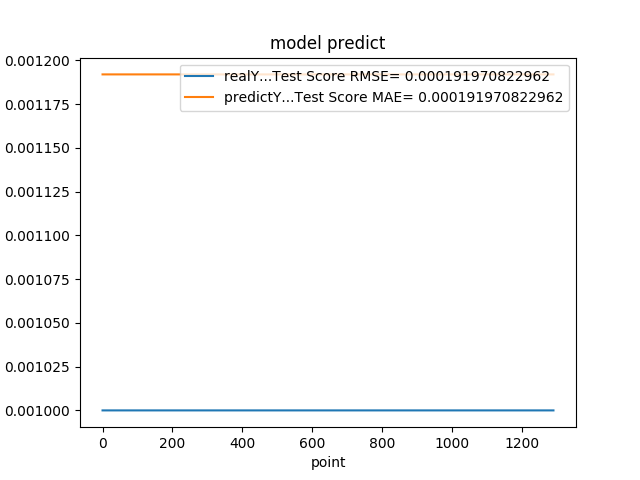 model predict
realY...Test Score RMSE= 0.000191970822962
predictY...Test Score MAE= 0.000191970822962
0.001200
0.001175
0.001150
0.001125
0.001100
0.001075
0.001050
0.001025
0.001000
0 200 400 600 800 1000 1200
point